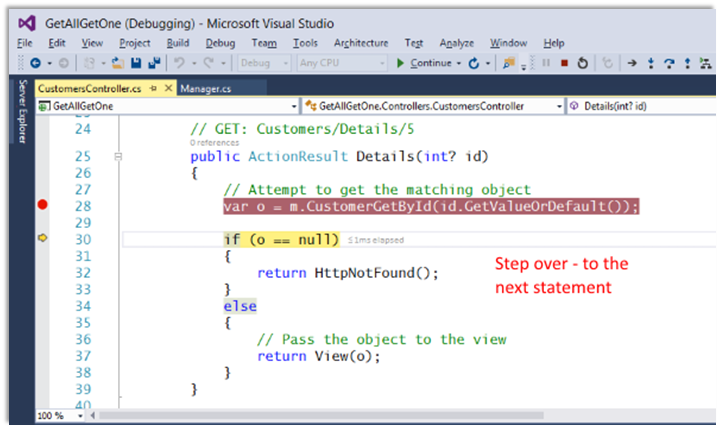 GetAllGetOne (Debugging) - Microsoft Visual Studio
File Edit View Project Build Debug Team Tools Architecture Test Analyze Window Help
Debug Any CPU Continue
Server Explorer
CustomersController.cs Manager.cs
GetAllGetOne GetAllGetOne.Controllers.CustomersController Details(int? id)
24 // GET: Customers/Details/5
0 references
25 public ActionResult Details(int? id)
26 {
27 // Attempt to get the matching object
28 var o = m.CustomerGetById(id.GetValueOrDefault());
29
30 if (o == null) 51ms elapsed
31 {
32 return HttpNotFound();
33 }
34 else
35 {
36 // Pass the object to the view
37 return View(o);
38 }
39 }
40
Step over - to the
next statement
100 %